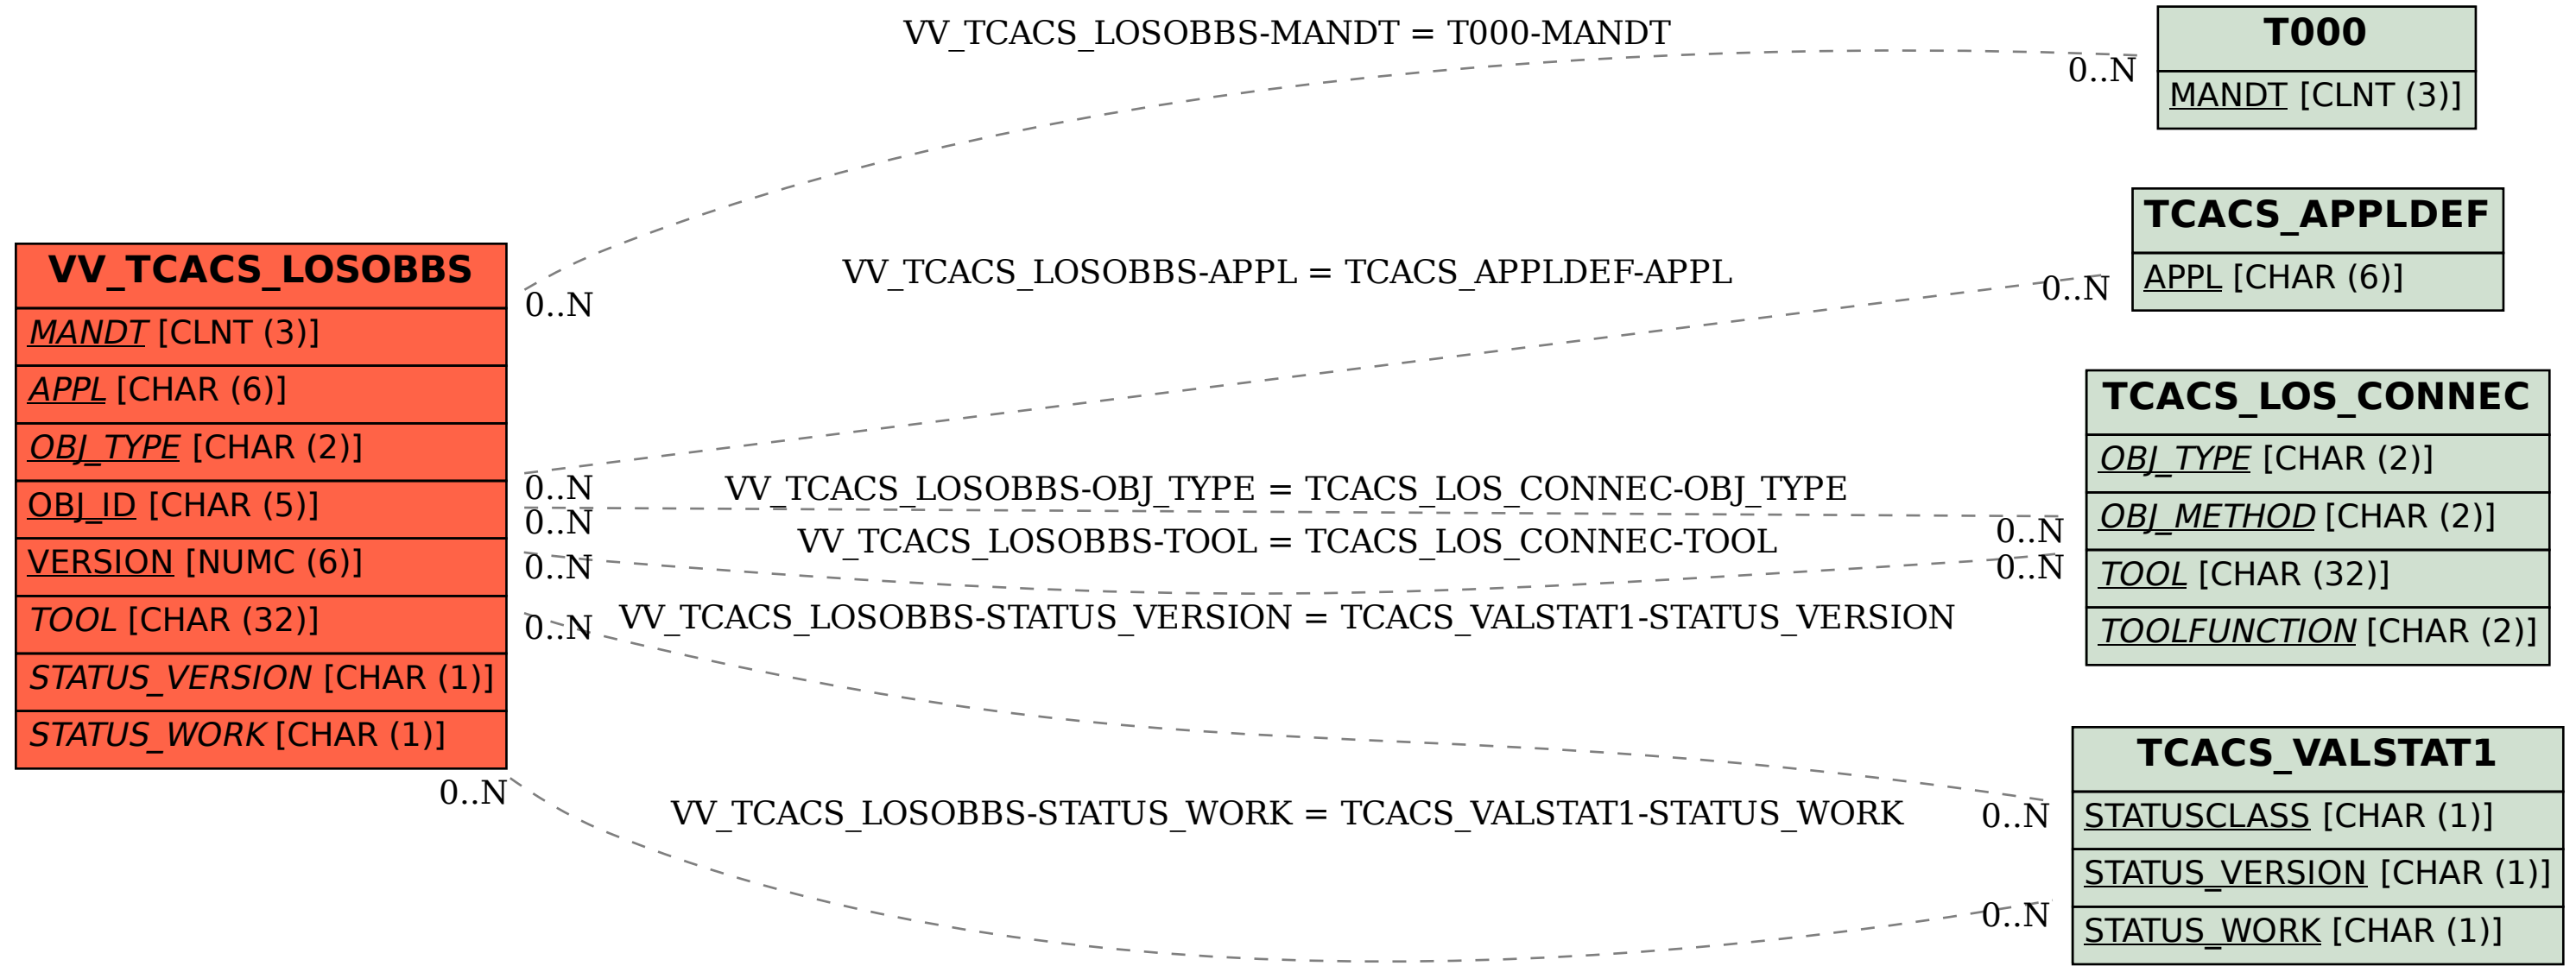 VV_TCACS_LOSOBBS
MANDT [CLNT (3)]
APPL [CHAR (6)]
OBJ_TYPE [CHAR (2)]
OBJ_ID [CHAR (5)]
VERSION [NUMC (6)]
TOOL [CHAR (32)]
STATUS_VERSION [CHAR (1)]
STATUS_WORK [CHAR (1)]
VV_TCACS_LOSOBBS-MANDT = T000-MANDT
0..N
0..N
VV_TCACS_LOSOBBS-APPL = TCACS_APPLDEF-APPL
0..N
0..N
VV_TCACS_LOSOBBS-OBJ_TYPE = TCACS_LOS_CONNEC-OBJ_TYPE
0..N
0..N
VV_TCACS_LOSOBBS-TOOL = TCACS_LOS_CONNEC-TOOL
0..N
0..N
VV_TCACS_LOSOBBS-STATUS_VERSION = TCACS_VALSTAT1-STATUS_VERSION
0..N
0..N
VV_TCACS_LOSOBBS-STATUS_WORK = TCACS_VALSTAT1-STATUS_WORK
0..N
0..N
T000
MANDT [CLNT (3)]
TCACS_APPLDEF
APPL [CHAR (6)]
TCACS_LOS_CONNEC
OBJ_TYPE [CHAR (2)]
OBJ_METHOD [CHAR (2)]
TOOL [CHAR (32)]
TOOLFUNCTION [CHAR (2)]
TCACS_VALSTAT1
STATUSCLASS [CHAR (1)]
STATUS_VERSION [CHAR (1)]
STATUS_WORK [CHAR (1)]